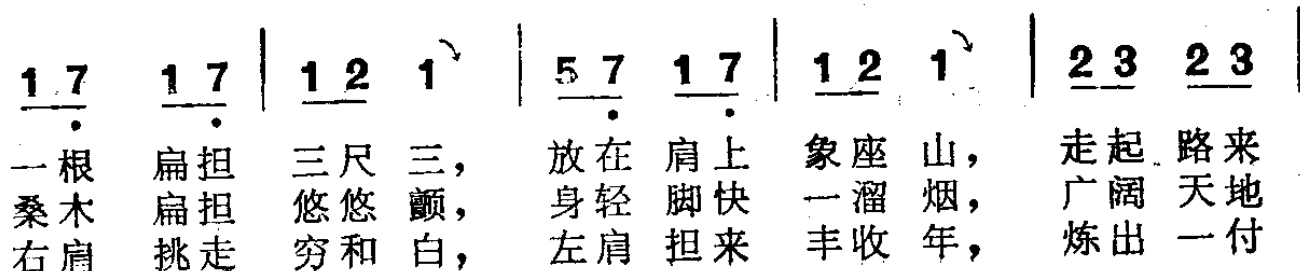 1 7̣ 1 7̣ | 1 2 1 | 5 7̣ 1 7̣ | 1 2 1 | 2 3 2 3 |
一根 扁担 三尺 三， 放在 肩上 象座 山， 走起 路来
桑木 扁担 悠悠 颤， 身轻 脚快 一溜 烟， 广阔 天地
右肩 挑走 穷和 白， 左肩 担来 丰收 年， 炼出 一付